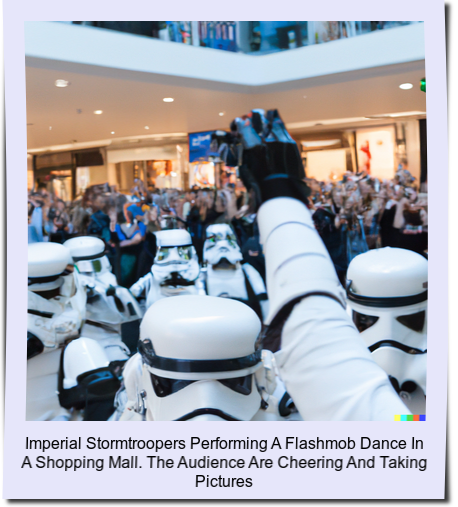 Imperial Stormtroopers Performing A Flashmob Dance In
A Shopping Mall. The Audience Are Cheering And Taking
Pictures